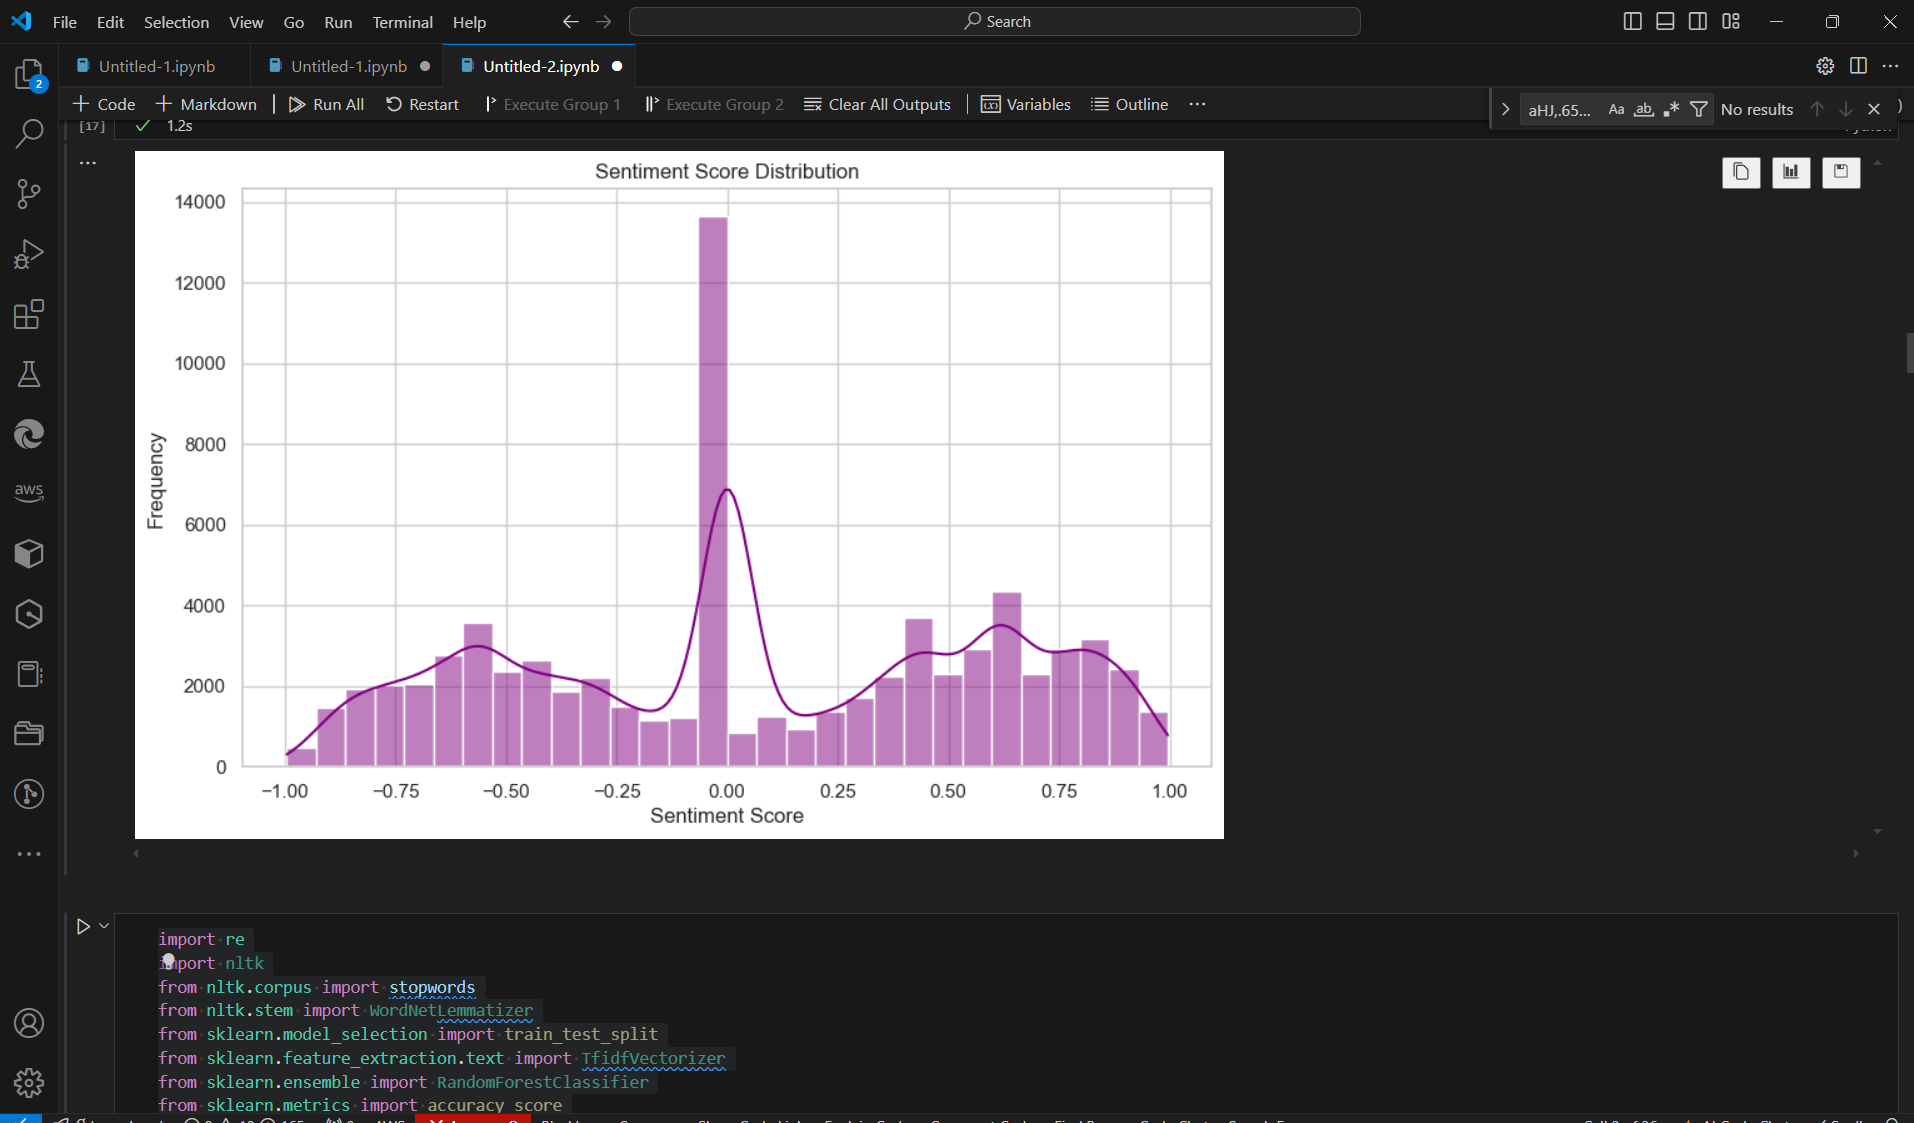 File Edit Selection View Go Run Terminal Help Search
2 Untitled-1.ipynb Untitled-1.ipynb Untitled-2.ipynb
Code Markdown Run All Restart Execute Group 1 Execute Group 2 Clear All Outputs Variables Outline
aHJ,.65... Aa ab No results
[17] 1.2s
Sentiment Score Distribution
14000
12000
10000
8000
6000
4000
2000
0
Frequency
−1.00 −0.75 −0.50 −0.25 0.00 0.25 0.50 0.75 1.00
Sentiment Score
aws
import re
import nltk
from nltk.corpus import stopwords
from nltk.stem import WordNetLemmatizer
from sklearn.model_selection import train_test_split
from sklearn.feature_extraction.text import TfidfVectorizer
from sklearn.ensemble import RandomForestClassifier
from sklearn.metrics import accuracy_score